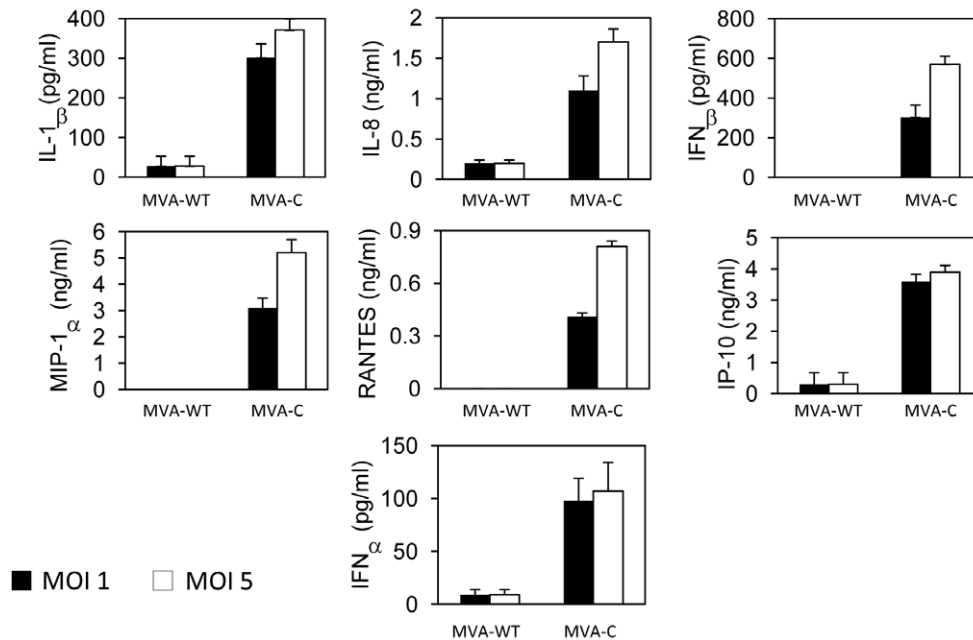 IL-1β (pg/ml)
400
300
200
100
0
MVA-WT MVA-C
IL-8 (ng/ml)
2
1.5
1
0.5
0
MVA-WT MVA-C
IFNβ (pg/ml)
800
600
400
200
0
MVA-WT MVA-C
MIP-1α (ng/ml)
6
5
4
3
2
1
0
MVA-WT MVA-C
RANTES (ng/ml)
0.9
0.6
0.3
0
MVA-WT MVA-C
IP-10 (ng/ml)
5
4
3
2
1
0
MVA-WT MVA-C
IFNα (pg/ml)
150
100
50
0
MVA-WT MVA-C
MOI 1 MOI 5